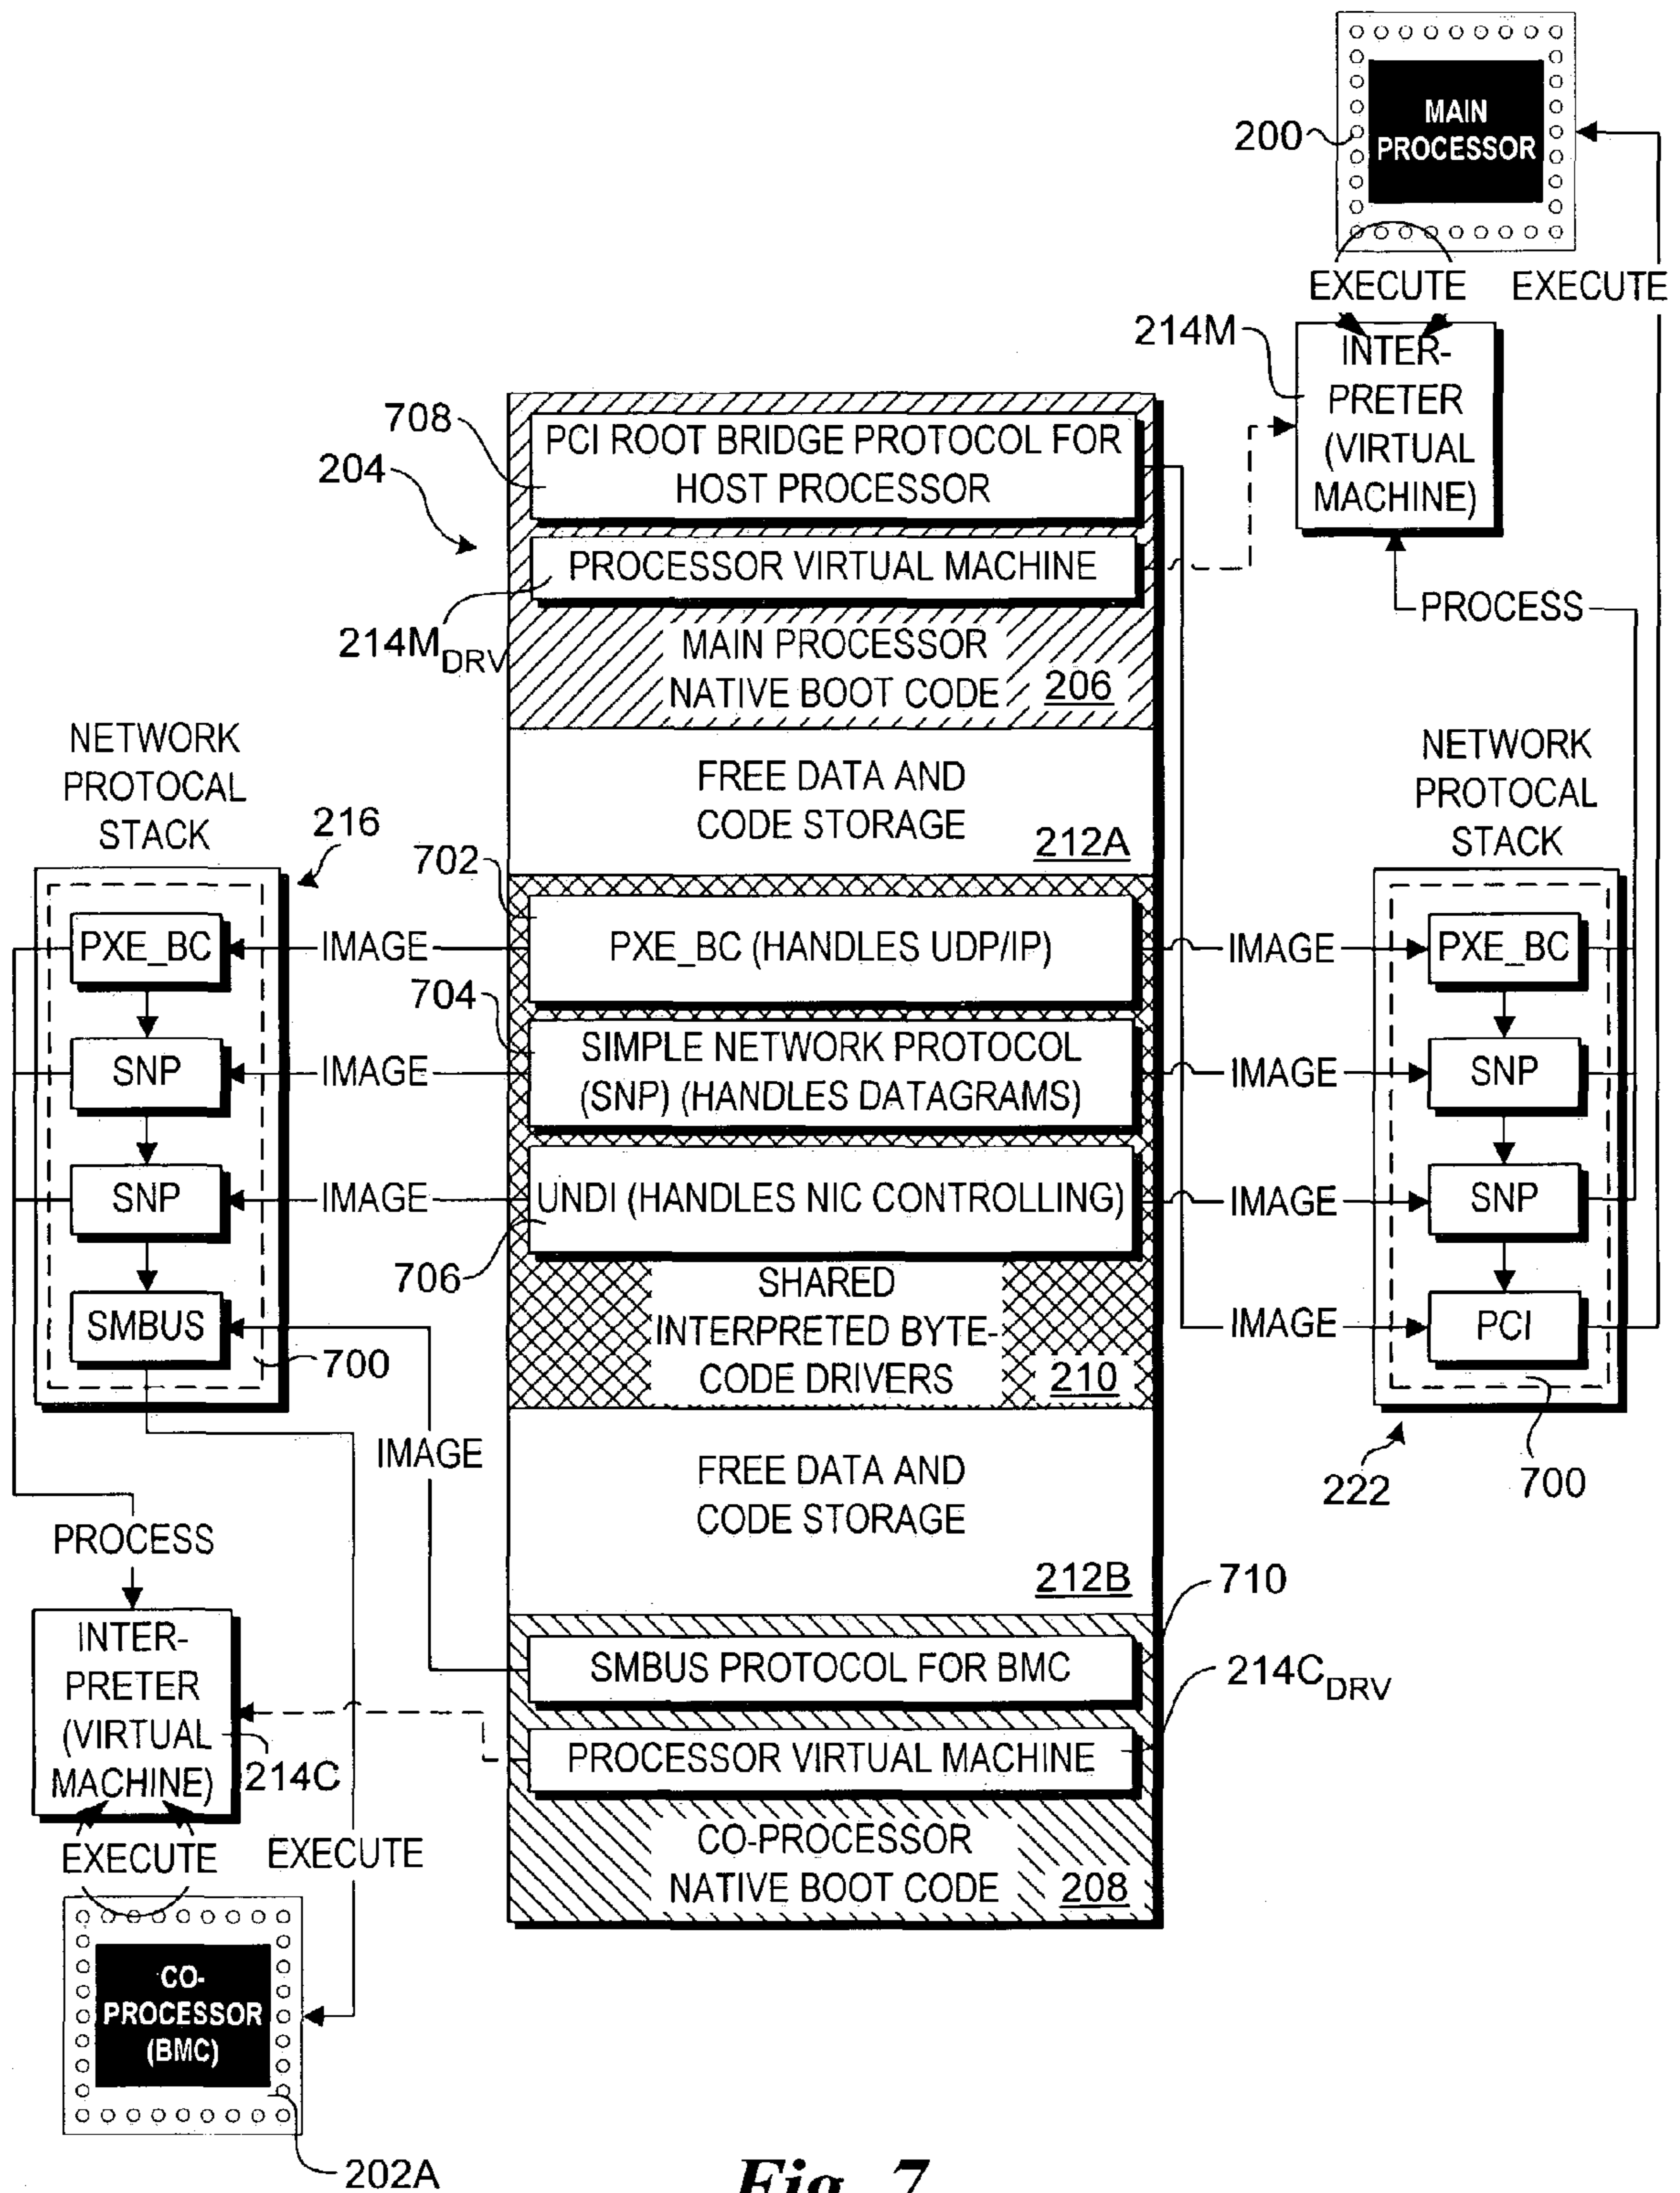 MAIN
PROCESSOR
200
EXECUTE
EXECUTE
214M
INTER-
PRETER
(VIRTUAL
MACHINE)
PROCESS
708
204
PCI ROOT BRIDGE PROTOCOL FOR
HOST PROCESSOR
PROCESSOR VIRTUAL MACHINE
214M DRV
MAIN PROCESSOR
NATIVE BOOT CODE
206
FREE DATA AND
CODE STORAGE
212A
NETWORK
PROTOCAL
STACK
216
PXE_BC
SNP
SNP
SMBUS
700
IMAGE
IMAGE
IMAGE
IMAGE
702
PXE_BC (HANDLES UDP/IP)
704
SIMPLE NETWORK PROTOCOL
(SNP) (HANDLES DATAGRAMS)
UNDI (HANDLES NIC CONTROLLING)
706
SHARED
INTERPRETED BYTE-
CODE DRIVERS
210
IMAGE
IMAGE
IMAGE
IMAGE
NETWORK
PROTOCAL
STACK
PXE_BC
SNP
SNP
PCI
222
700
FREE DATA AND
CODE STORAGE
212B
710
SMBUS PROTOCOL FOR BMC
214C DRV
PROCESSOR VIRTUAL MACHINE
CO-PROCESSOR
NATIVE BOOT CODE
208
PROCESS
INTER-
PRETER
(VIRTUAL
MACHINE)
214C
EXECUTE
EXECUTE
CO-
PROCESSOR
(BMC)
202A
Fig. 7